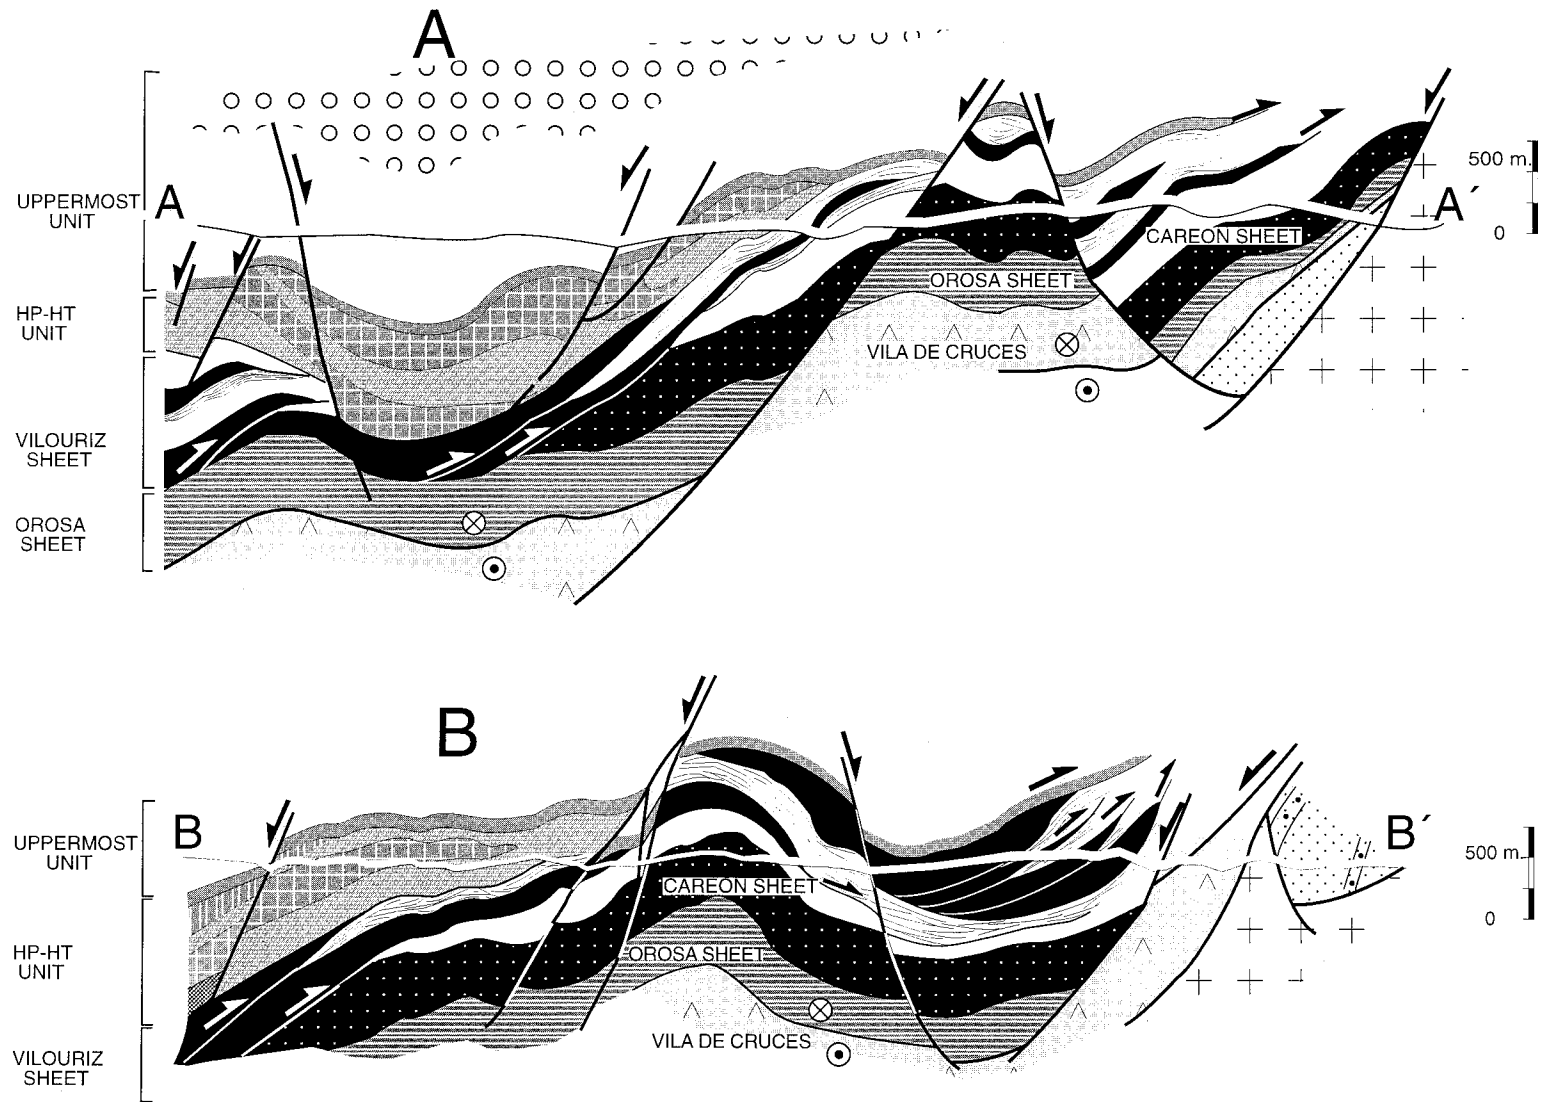 A
UPPERMOST
UNIT
A
A´
500 m.
0
CAREON SHEET
OROSA SHEET
HP-HT
UNIT
VILA DE CRUCES
VILOURIZ
SHEET
OROSA
SHEET
B
UPPERMOST
UNIT
B
B´
500 m
0
CAREON SHEET
OROSA SHEET
HP-HT
UNIT
VILA DE CRUCES
VILOURIZ
SHEET